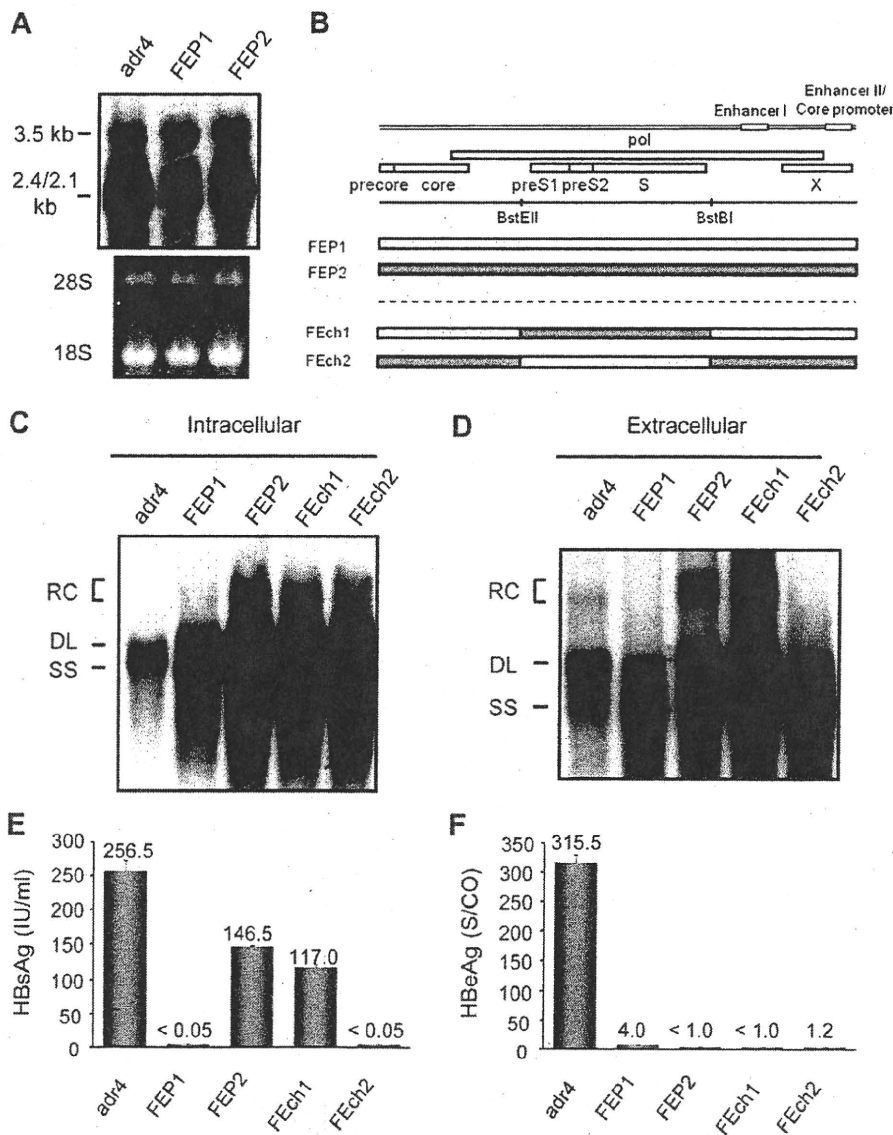 A
adr4 FEP1 FEP2
3.5 kb
2.4/2.1
kb
28S
18S
B
Enhancer II/
Enhancer I Core promoter
pol
precore core preS1 preS2 S X
BstEII BstBI
FEP1
FEP2
FEch1
FEch2
C
Intracellular
adr4 FEP1 FEP2 FEch1 FEch2
RC
DL
SS
D
Extracellular
adr4 FEP1 FEP2 FEch1 FEch2
RC
DL
SS
E
HBsAg (IU/ml)
300
250
200
150
100
50
0
256.5
< 0.05
146.5
117.0
< 0.05
adr4 FEP1 FEP2 FEch1 FEch2
F
HBeAg (S/CO)
350
300
250
200
150
100
50
0
315.5
4.0
< 1.0
< 1.0
1.2
adr4 FEP1 FEP2 FEch1 FEch2